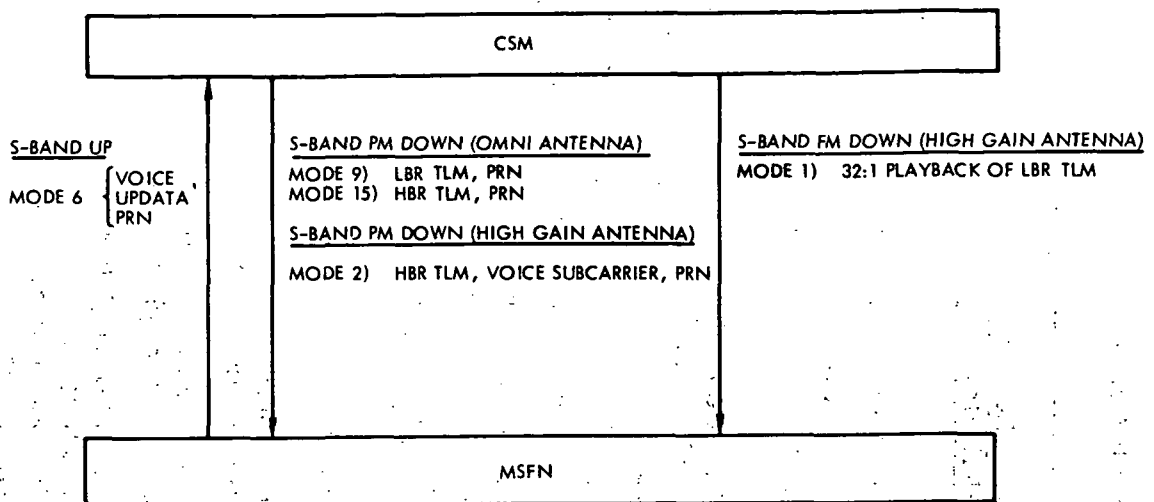 CSM
S-BAND UP
MODE 6 { VOICE
UPDATA
PRN
S-BAND PM DOWN (OMNI ANTENNA)
MODE 9) LBR TLM, PRN
MODE 15) HBR TLM, PRN
S-BAND PM DOWN (HIGH GAIN ANTENNA)
MODE 2) HBR TLM, VOICE SUBCARRIER, PRN
S-BAND FM DOWN (HIGH GAIN ANTENNA)
MODE 1) 32:1 PLAYBACK OF LBR TLM
MSFN